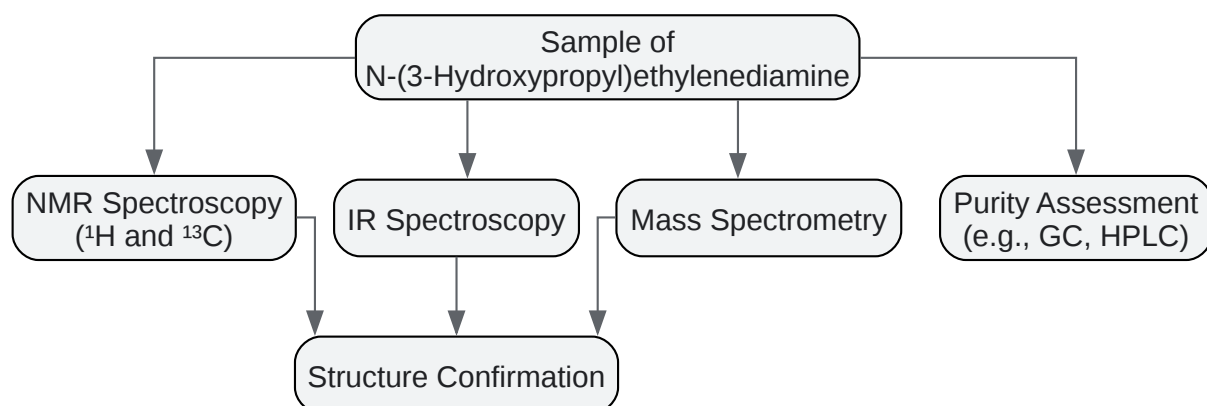 Sample of
N-(3-Hydroxypropyl)ethylenediamine
NMR Spectroscopy
(¹H and ¹³C)
IR Spectroscopy
Mass Spectrometry
Purity Assessment
(e.g., GC, HPLC)
Structure Confirmation